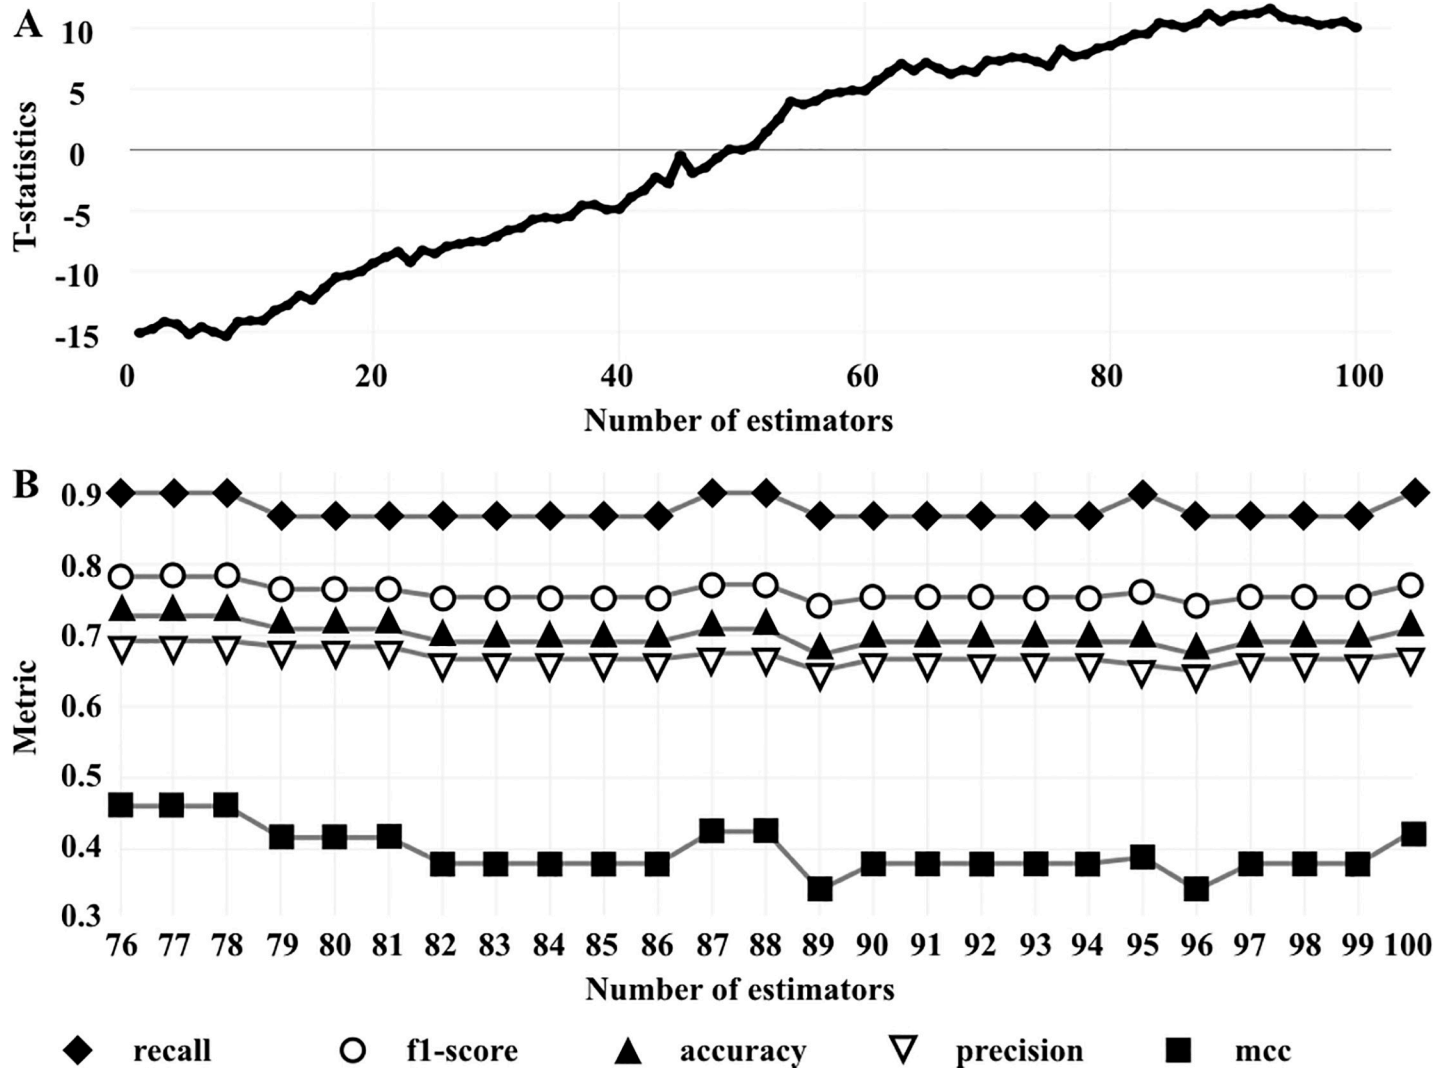 A
T-statistics
10
5
0
-5
-10
-15
0 20 40 60 80 100
Number of estimators
B
Metric
0.9
0.8
0.7
0.6
0.5
0.4
0.3
76 77 78 79 80 81 82 83 84 85 86 87 88 89 90 91 92 93 94 95 96 97 98 99 100
Number of estimators
recall f1-score accuracy precision mcc